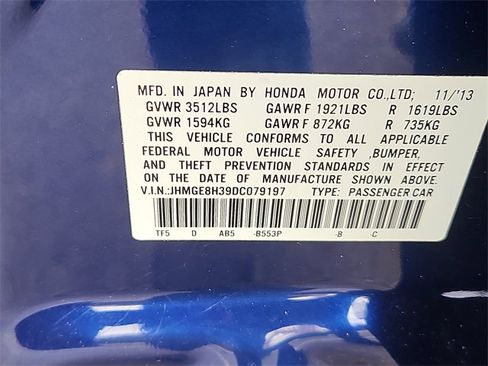 MFD. IN JAPAN BY HONDA MOTOR CO.,LTD; 11/'13
GVWR 3512LBS GAWR F 1921LBS R 1619LBS
GVWR 1594KG GAWR F 872KG R 735KG
THIS VEHICLE CONFORMS TO ALL APPLICABLE
FEDERAL MOTOR VEHICLE SAFETY ,BUMPER,
AND THEFT PREVENTION STANDARDS IN EFFECT
ON THE DATE OF MANUFACTURE SHOWN ABOVE.
V.I.N.:JHMGE8H39DC079197 TYPE: PASSENGER CAR
TF5 D AB5 -B553P -B -C